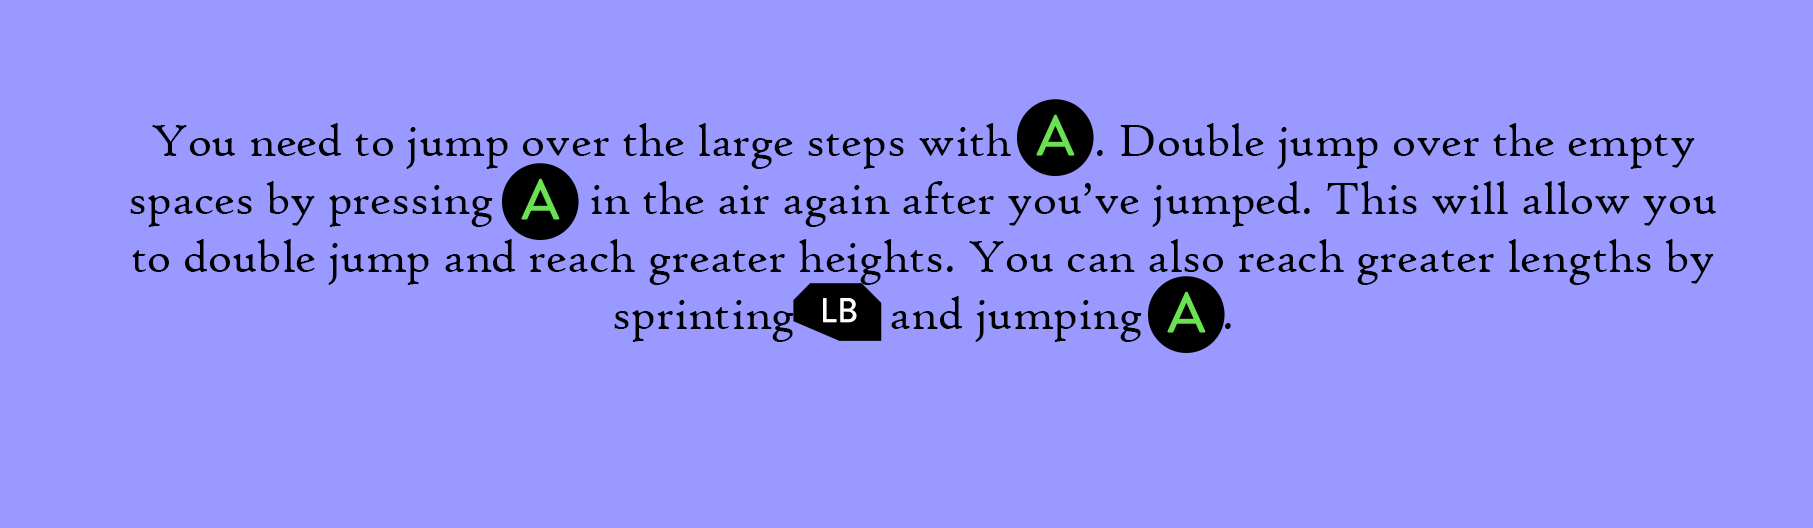 You need to jump over the large steps with A. Double jump over the empty
spaces by pressing A in the air again after you’ve jumped. This will allow you
to double jump and reach greater heights. You can also reach greater lengths by
sprinting LB and jumping A.